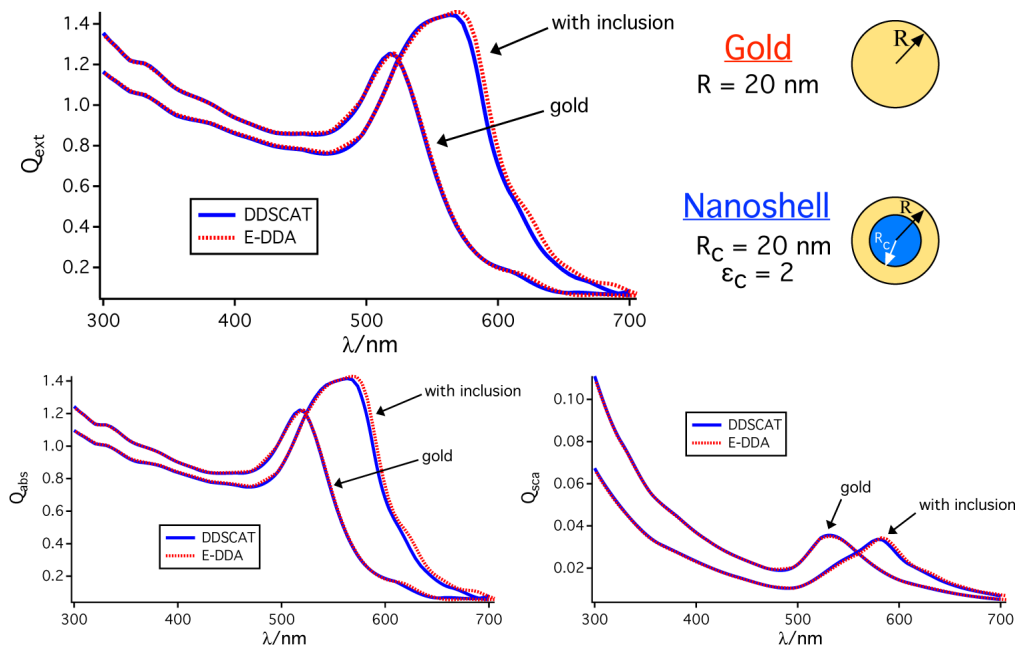 1.4
1.2
1.0
0.8
0.6
0.4
0.2
Qext
with inclusion
gold
DDSCAT
E-DDA
300
400
500
600
700
λ/nm
Gold
R = 20 nm
R
Nanoshell
RC = 20 nm
εC = 2
R
RC
1.4
1.2
1.0
0.8
0.6
0.4
0.2
Qabs
with inclusion
gold
DDSCAT
E-DDA
300
400
500
600
700
λ/nm
0.10
0.08
0.06
0.04
0.02
Qsca
DDSCAT
E-DDA
gold
with inclusion
300
400
500
600
700
λ/nm